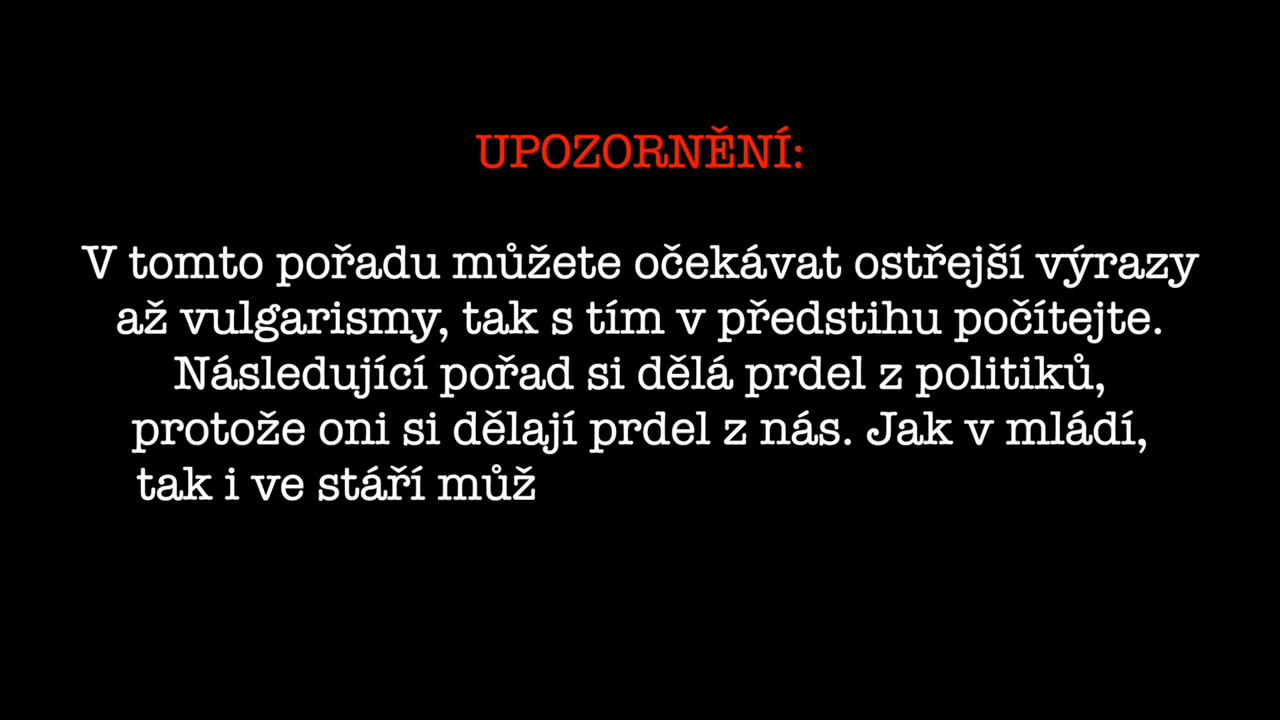 UPOZORNĚNÍ:
V tomto pořadu můžete očekávat ostřejší výrazy
až vulgarismy, tak s tím v předstihu počítejte.
Následující pořad si dělá prdel z politiků,
protože oni si dělají prdel z nás. Jak v mládí,
tak i ve stáří můž